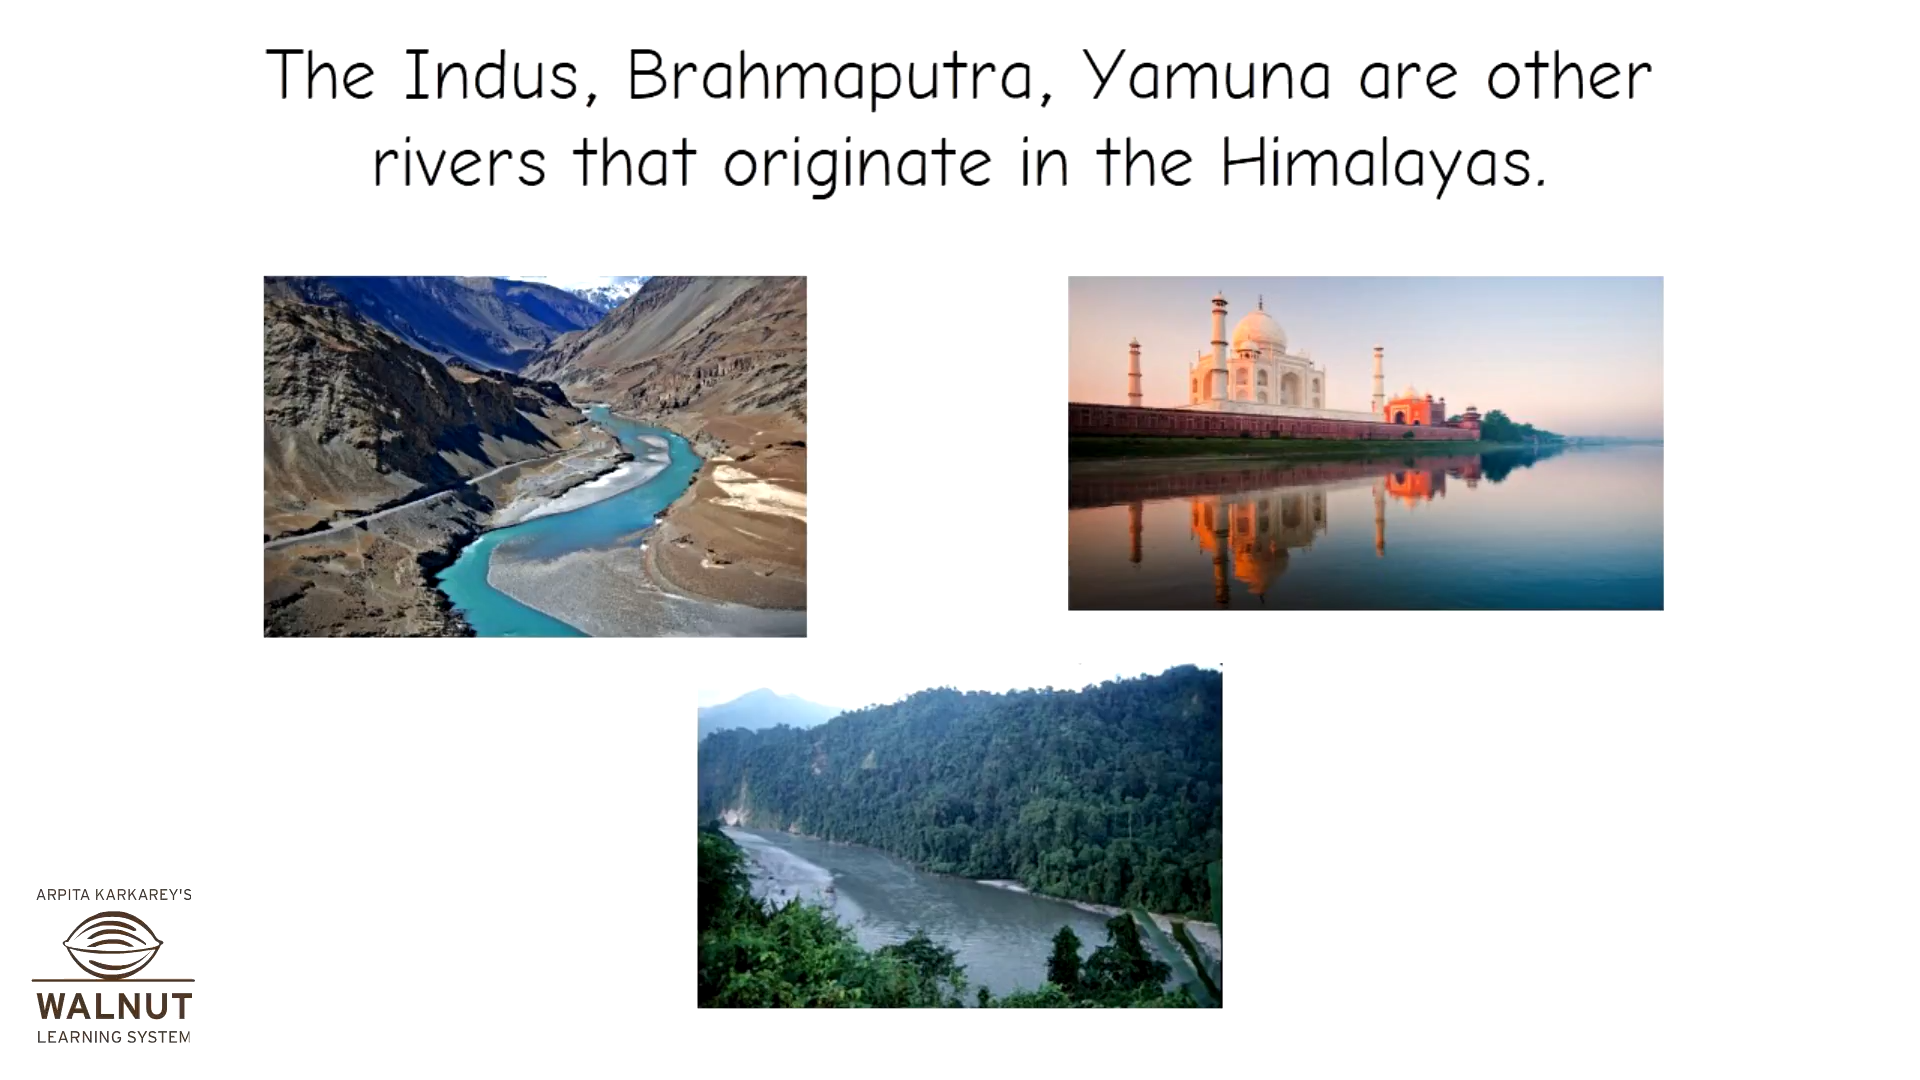 The Indus, Brahmaputra, Yamuna are other
rivers that originate in the Himalayas.
ARPITA KARKAREY'S
WALNUT
LEARNING SYSTEM